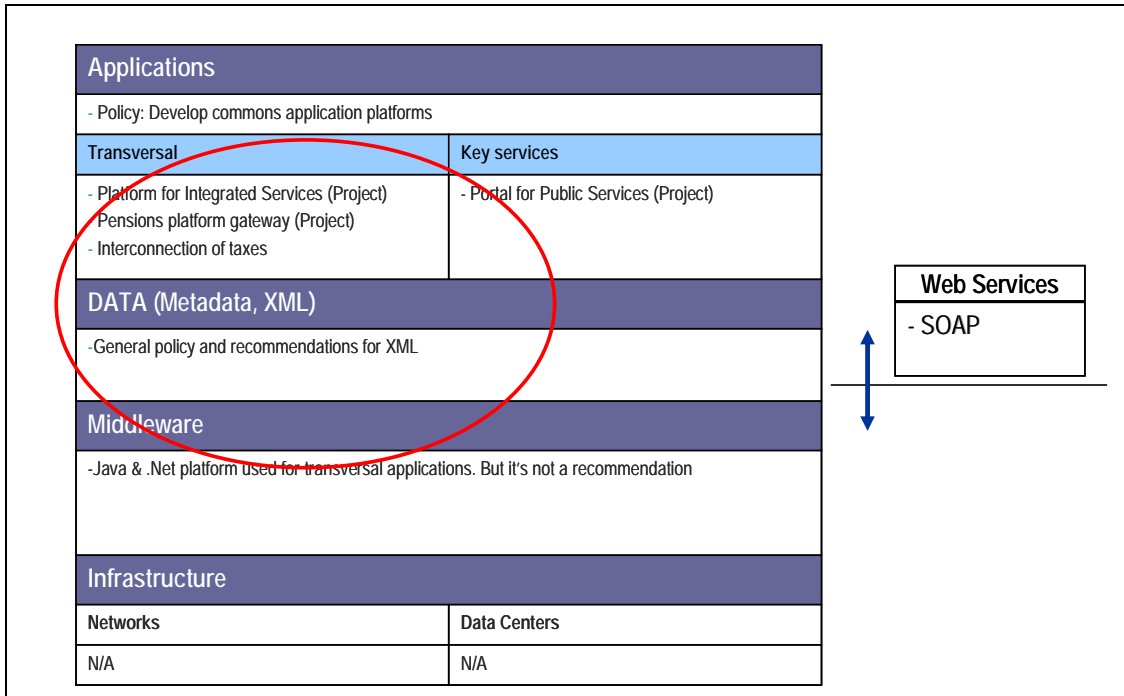 Applications
- Policy: Develop commons application platforms
Transversal
Key services
- Platform for Integrated Services (Project)
Pensions platform gateway (Project)
- Interconnection of taxes
- Portal for Public Services (Project)
DATA (Metadata, XML)
-General policy and recommendations for XML
Middleware
-Java & .Net platform used for transversal applications. But it's not a recommendation
Infrastructure
Networks
Data Centers
N/A
N/A
Web Services
- SOAP